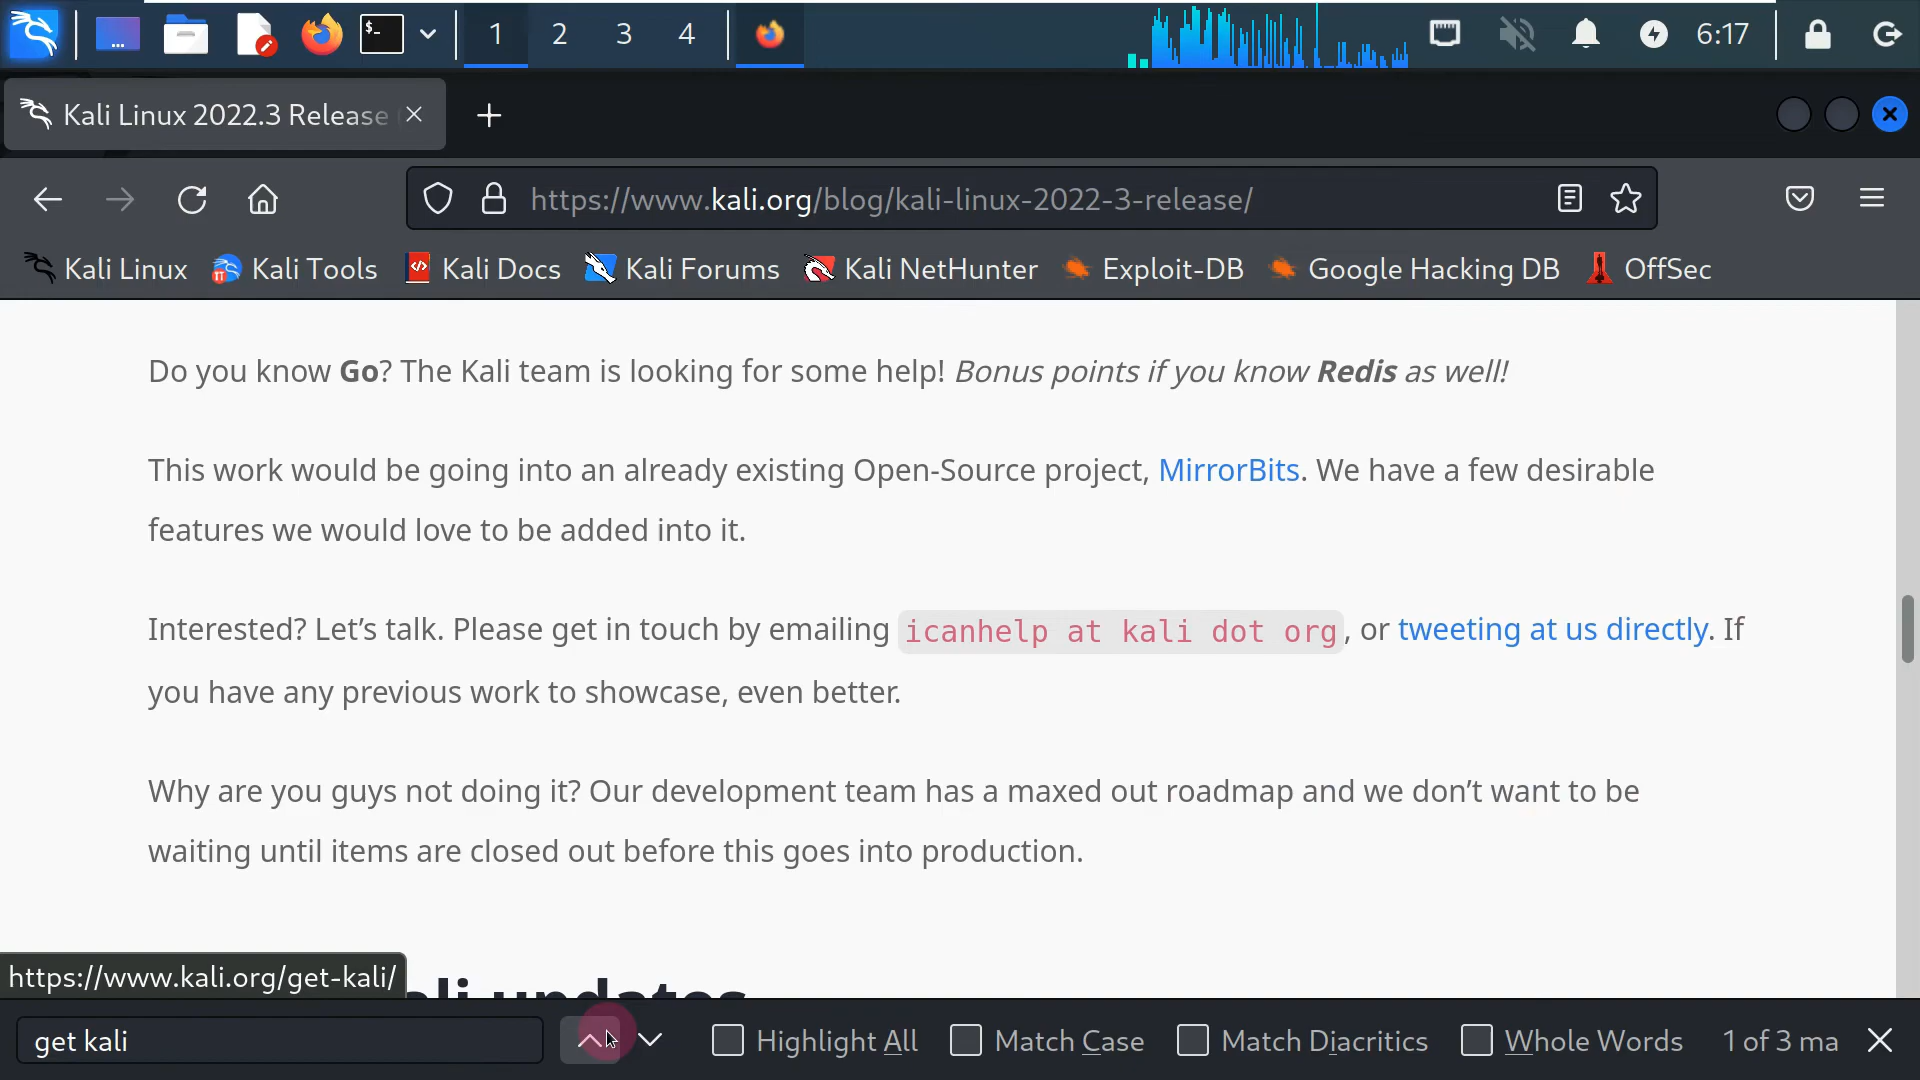 $-
1 2 3 4
6:17
Kali Linux 2022.3 Release
https://www.kali.org/blog/kali-linux-2022-3-release/
Kali Linux Kali Tools Kali Docs Kali Forums Kali NetHunter Exploit-DB Google Hacking DB OffSec
Do you know Go? The Kali team is looking for some help! Bonus points if you know Redis as well!
This work would be going into an already existing Open-Source project, MirrorBits. We have a few desirable
features we would love to be added into it.
Interested? Let’s talk. Please get in touch by emailing icanhelp at kali dot org, or tweeting at us directly. If
you have any previous work to showcase, even better.
Why are you guys not doing it? Our development team has a maxed out roadmap and we don’t want to be
waiting until items are closed out before this goes into production.
updates
https://www.kali.org/get-kali/
get kali Highlight All Match Case Match Diacritics Whole Words 1 of 3 ma